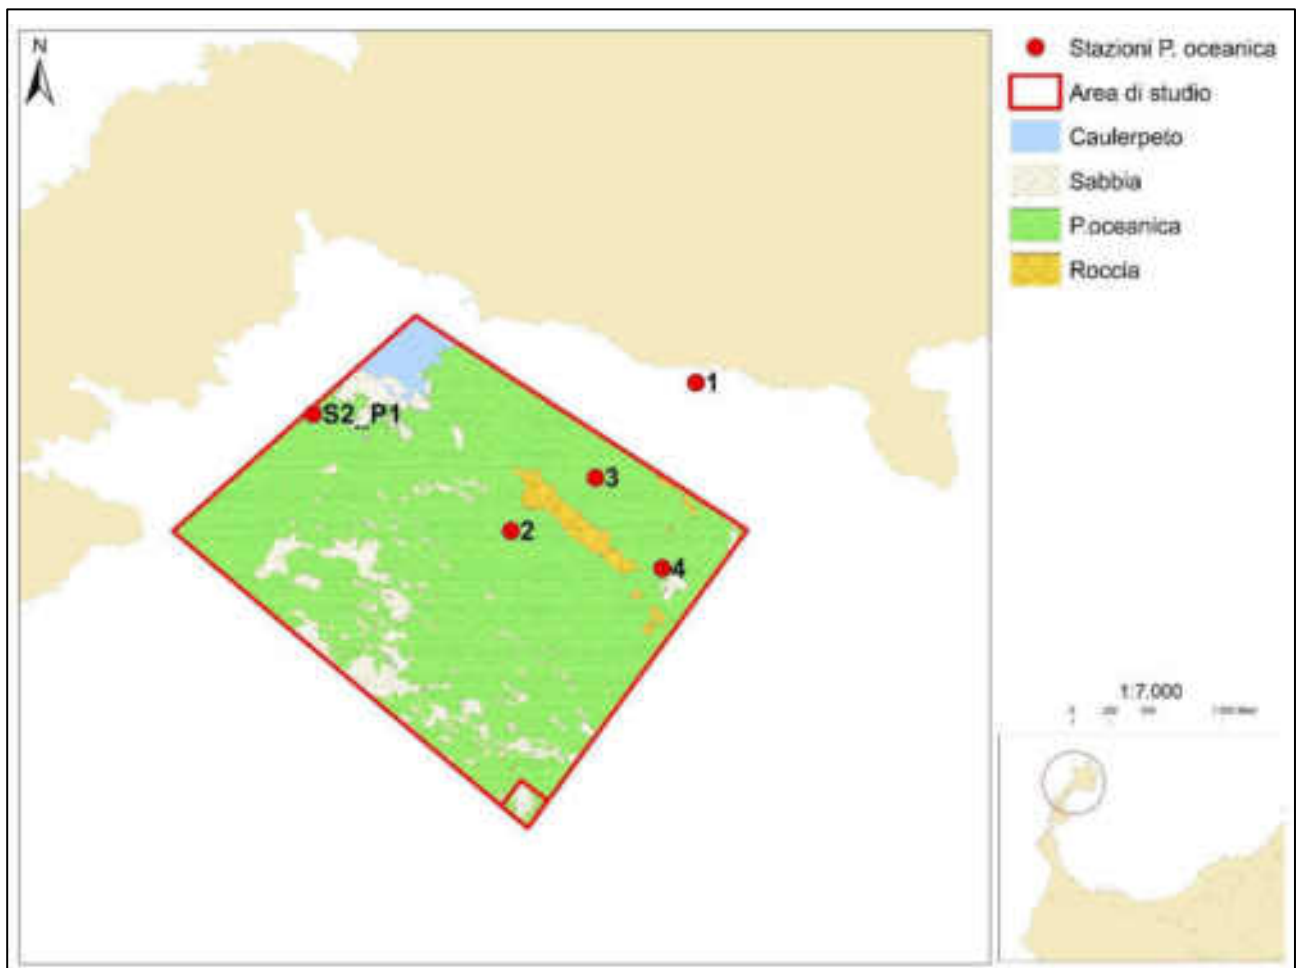 N
Stazioni P. oceanica
Area di studio
Caulerpeto
Sabbia
P.oceanica
Roccia
1
S2_P1
3
2
4
1:7.000